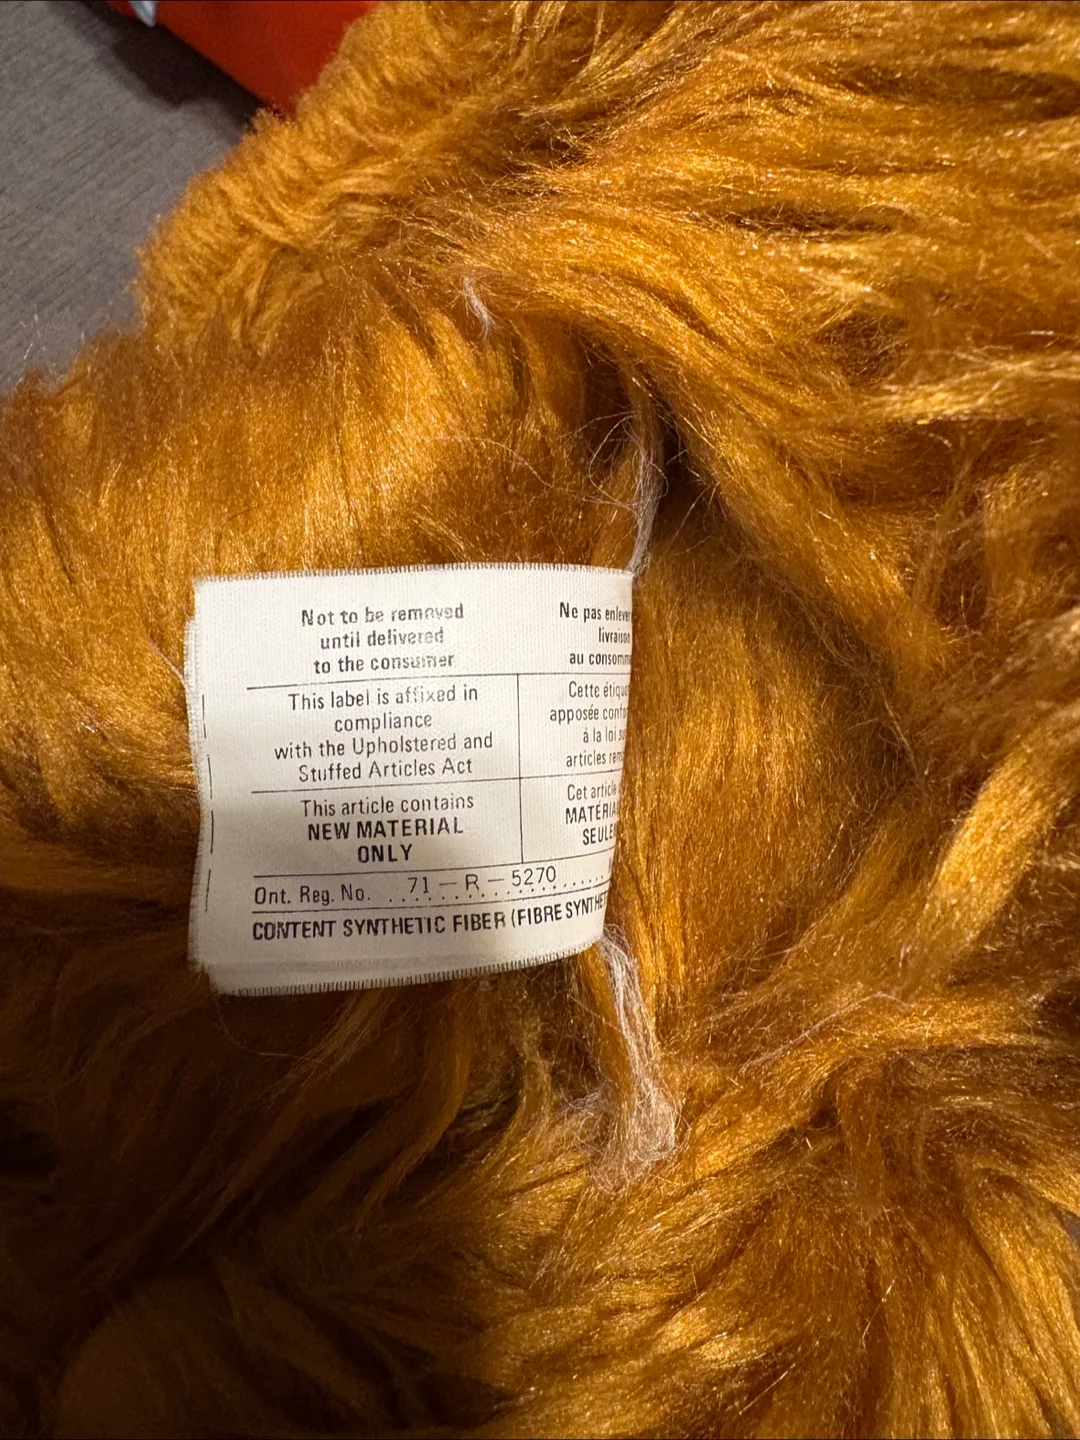 Not to be removed
until delivered
to the consumer
Ne pas enlever
livraison
au consomm
This label is affixed in
compliance
with the Upholstered and
Stuffed Articles Act
Cette étique
apposée conf
à la loi su
articles rem
This article contains
NEW MATERIAL
ONLY
Cet article
MATÉRIA
SEULE
Ont. Reg. No. 71 – R – 5270
CONTENT SYNTHETIC FIBER (FIBRE SYNTHE